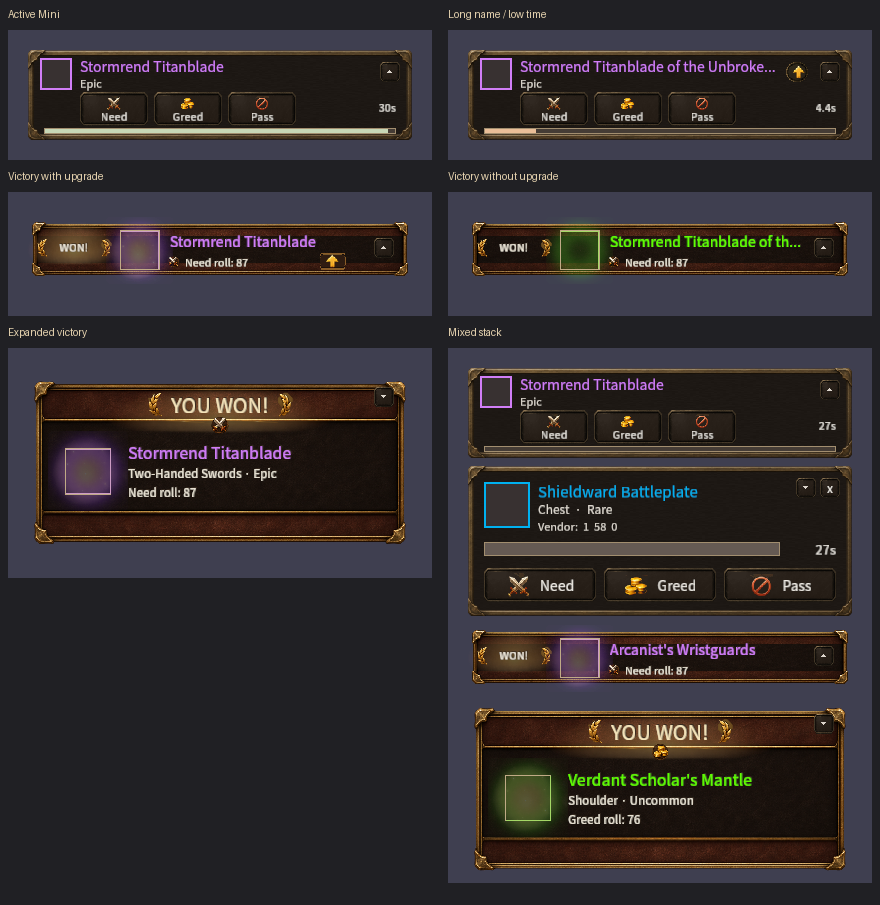 Active Mini
Stormrend Titanblade
Epic
Need
Greed
Pass
30s
Long name / low time
Stormrend Titanblade of the Unbroke...
Epic
Need
Greed
Pass
4.4s
Victory with upgrade
WON!
Stormrend Titanblade
Need roll: 87
Victory without upgrade
WON!
Stormrend Titanblade of th...
Need roll: 87
Expanded victory
YOU WON!
Stormrend Titanblade
Two-Handed Swords · Epic
Need roll: 87
Mixed stack
Stormrend Titanblade
Epic
Need
Greed
Pass
27s
Shieldward Battleplate
x
Chest · Rare
Vendor: 1 58 0
27s
Need
Greed
Pass
WON!
Arcanist's Wristguards
Need roll: 87
YOU WON!
Verdant Scholar's Mantle
Shoulder · Uncommon
Greed roll: 76